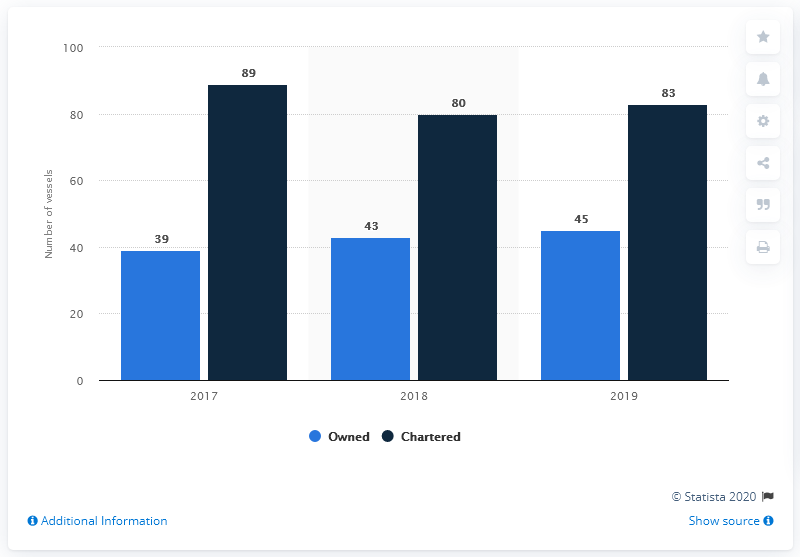 100
80
60
40
20
0
Number of vessels
39
89
43
80
45
83
2017
2018
2019
Owned
Chartered
© Statista 2020
Additional Information
Show source